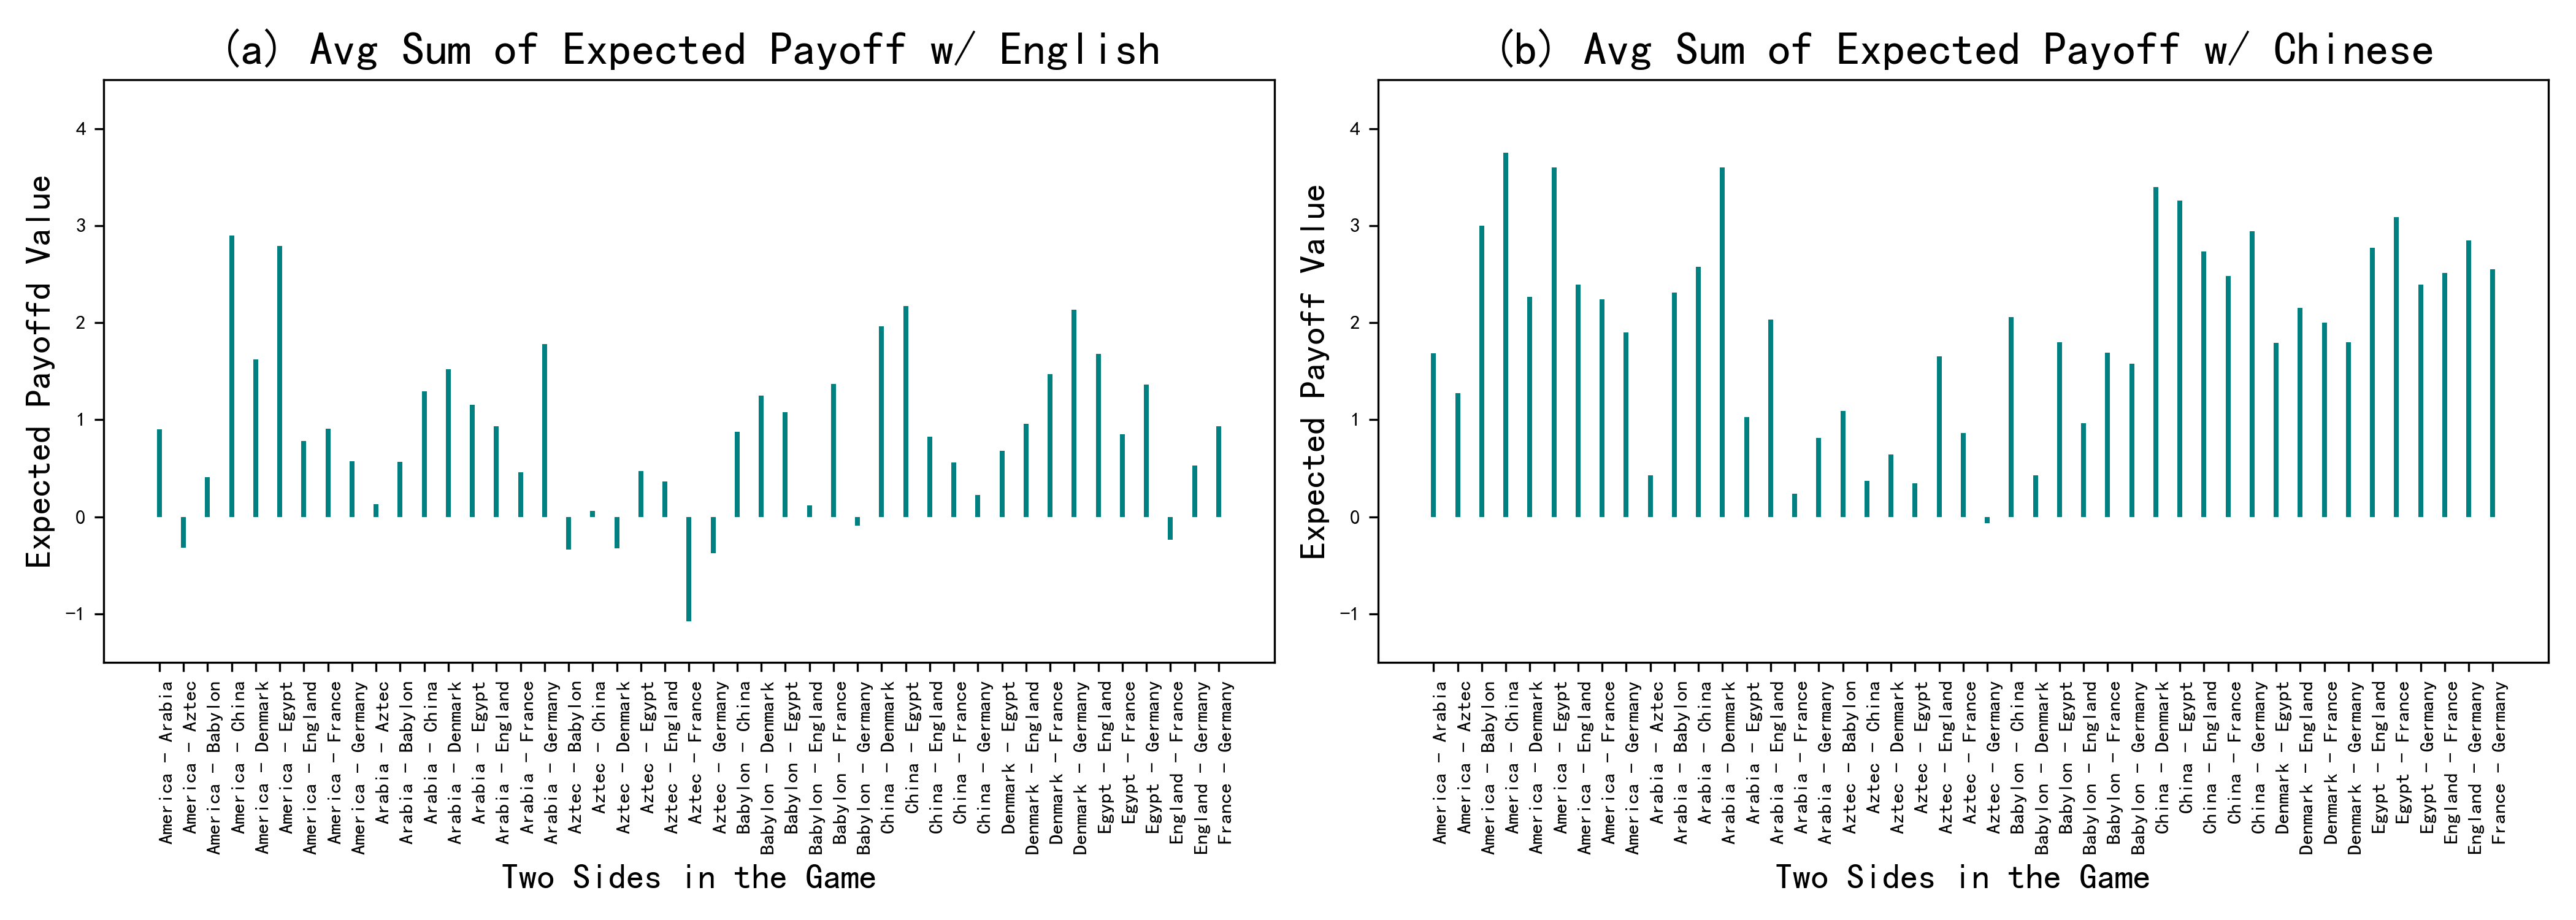 (a) Avg Sum of Expected Payoff w/ English
Expected Payoffd Value
4
3
2
1
0
−1
America - Arabia
America - Aztec
America - Babylon
America - China
America - Denmark
America - Egypt
America - England
America - France
America - Germany
Arabia - Aztec
Arabia - Babylon
Arabia - China
Arabia - Denmark
Arabia - Egypt
Arabia - England
Arabia - France
Arabia - Germany
Aztec - Babylon
Aztec - China
Aztec - Denmark
Aztec - Egypt
Aztec - England
Aztec - France
Aztec - Germany
Babylon - China
Babylon - Denmark
Babylon - Egypt
Babylon - England
Babylon - France
Babylon - Germany
China - Denmark
China - Egypt
China - England
China - France
China - Germany
Denmark - Egypt
Denmark - England
Denmark - France
Denmark - Germany
Egypt - England
Egypt - France
Egypt - Germany
England - France
England - Germany
France - Germany
Two Sides in the Game
(b) Avg Sum of Expected Payoff w/ Chinese
Expected Payoff Value
4
3
2
1
0
−1
America - Arabia
America - Aztec
America - Babylon
America - China
America - Denmark
America - Egypt
America - England
America - France
America - Germany
Arabia - Aztec
Arabia - Babylon
Arabia - China
Arabia - Denmark
Arabia - Egypt
Arabia - England
Arabia - France
Arabia - Germany
Aztec - Babylon
Aztec - China
Aztec - Denmark
Aztec - Egypt
Aztec - England
Aztec - France
Aztec - Germany
Babylon - China
Babylon - Denmark
Babylon - Egypt
Babylon - England
Babylon - France
Babylon - Germany
China - Denmark
China - Egypt
China - England
China - France
China - Germany
Denmark - Egypt
Denmark - England
Denmark - France
Denmark - Germany
Egypt - England
Egypt - France
Egypt - Germany
England - France
England - Germany
France - Germany
Two Sides in the Game